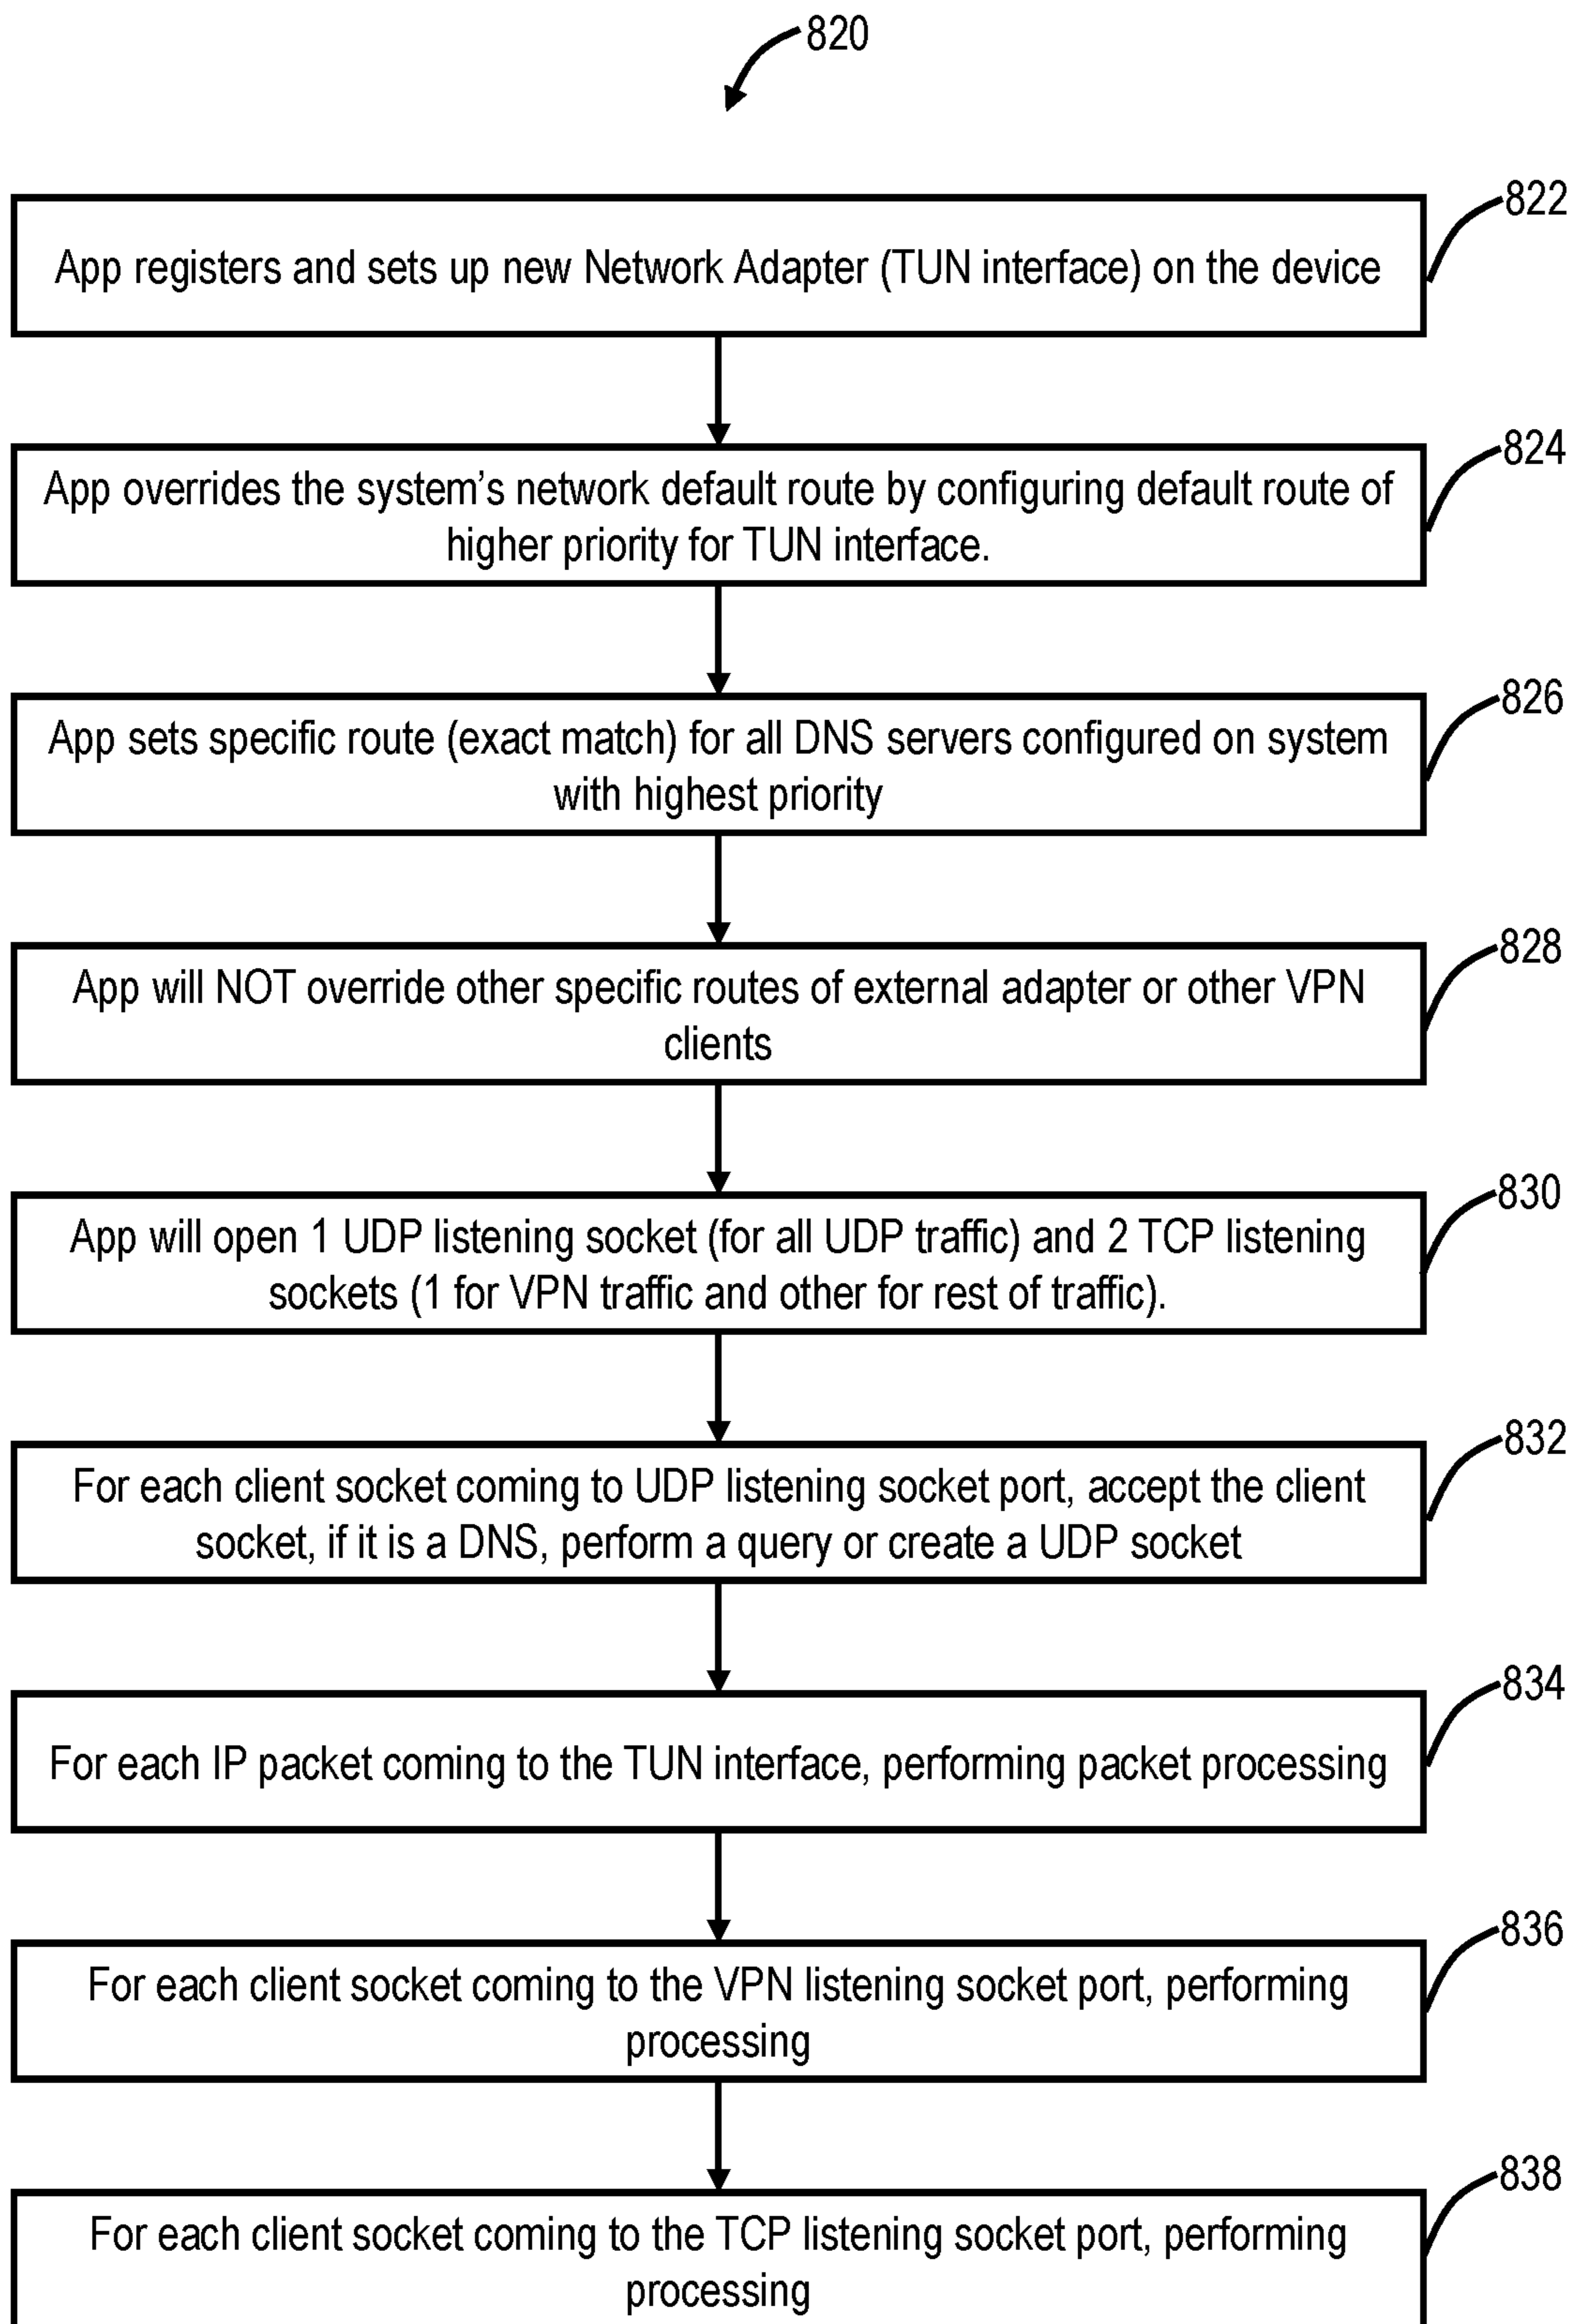 820
822
App registers and sets up new Network Adapter (TUN interface) on the device
824
App overrides the system's network default route by configuring default route of
higher priority for TUN interface.
826
App sets specific route (exact match) for all DNS servers configured on system
with highest priority
828
App will NOT override other specific routes of external adapter or other VPN
clients
830
App will open 1 UDP listening socket (for all UDP traffic) and 2 TCP listening
sockets (1 for VPN traffic and other for rest of traffic).
832
For each client socket coming to UDP listening socket port, accept the client
socket, if it is a DNS, perform a query or create a UDP socket
834
For each IP packet coming to the TUN interface, performing packet processing
836
For each client socket coming to the VPN listening socket port, performing
processing
838
For each client socket coming to the TCP listening socket port, performing
processing